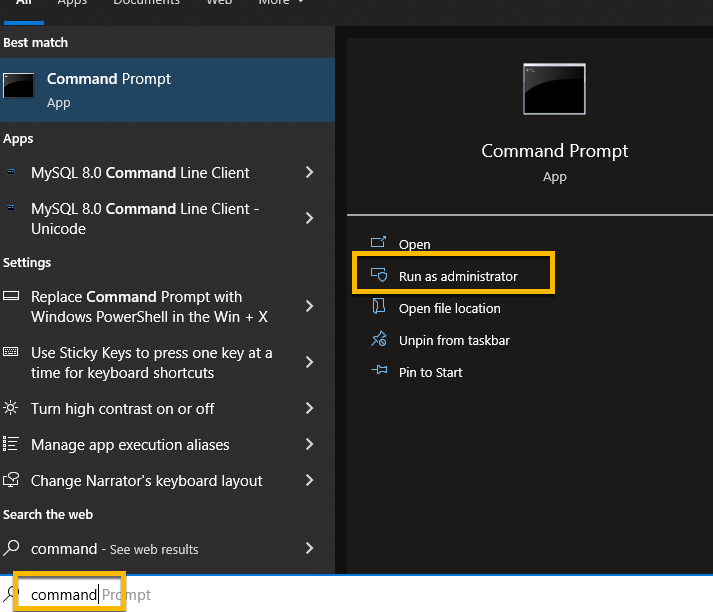 All Apps Documents Web More
Best match
Command Prompt
App
Apps
MySQL 8.0 Command Line Client
MySQL 8.0 Command Line Client -
Unicode
Settings
Replace Command Prompt with
Windows PowerShell in the Win + X
Use Sticky Keys to press one key at a
time for keyboard shortcuts
Turn high contrast on or off
Manage app execution aliases
Change Narrator's keyboard layout
Search the web
command - See web results
command Prompt
Command Prompt
App
Open
Run as administrator
Open file location
Unpin from taskbar
Pin to Start